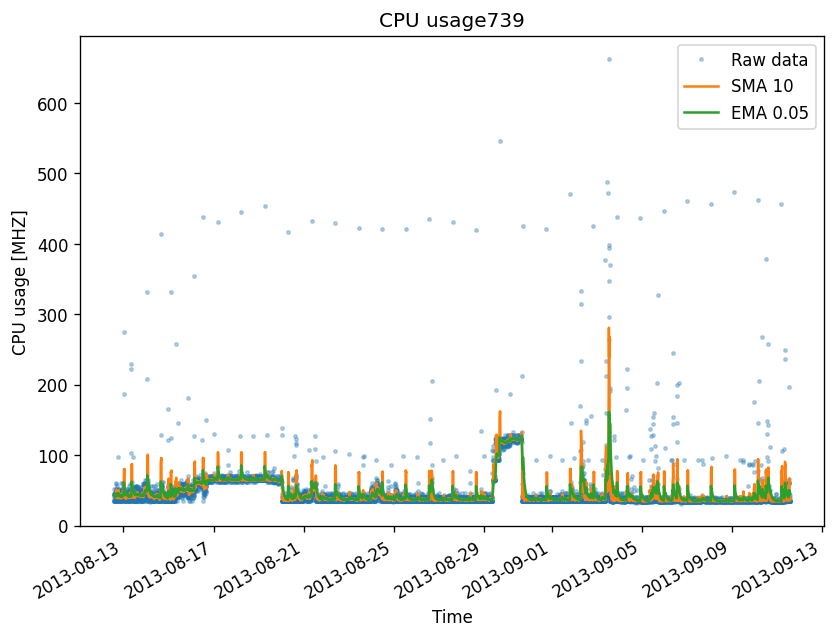 CPU usage739
Raw data
SMA 10
EMA 0.05
CPU usage [MHZ]
600
500
400
300
200
100
0
2013-08-13
2013-08-17
2013-08-21
2013-08-25
2013-08-29
2013-09-01
2013-09-05
2013-09-09
2013-09-13
Time